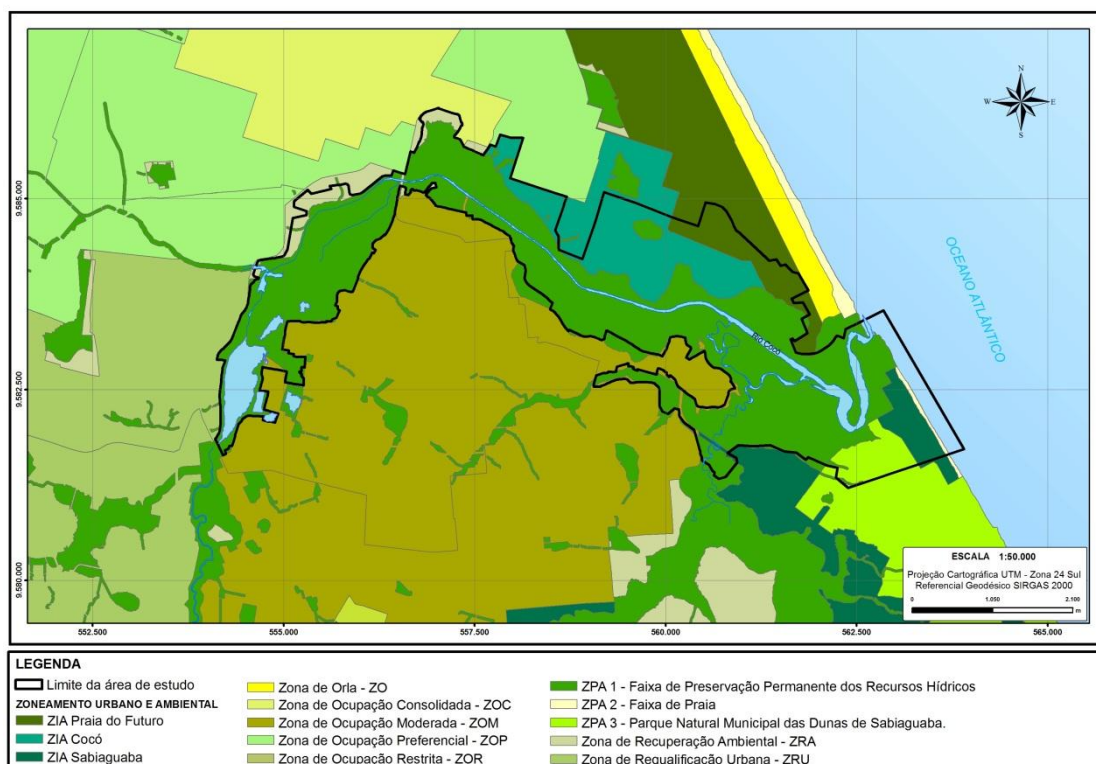 N
W
E
S
9.585.000
9.582.500
9.580.000
OCEANO ATLÂNTICO
Rio Cocó
ESCALA 1:50.000
Projeção Cartográfica UTM - Zona 24 Sul
Referencial Geodésico SIRGAS 2000
0 1.050 2.100
m
552.500 555.000 557.500 560.000 562.500 565.000
LEGENDA
Limite da área de estudo
ZONEAMENTO URBANO E AMBIENTAL
ZIA Praia do Futuro
ZIA Cocó
ZIA Sabiaguaba
Zona de Orla - ZO
Zona de Ocupação Consolidada - ZOC
Zona de Ocupação Moderada - ZOM
Zona de Ocupação Preferencial - ZOP
Zona de Ocupação Restrita - ZOR
ZPA 1 - Faixa de Preservação Permanente dos Recursos Hídricos
ZPA 2 - Faixa de Praia
ZPA 3 - Parque Natural Municipal das Dunas de Sabiaguaba.
Zona de Recuperação Ambiental - ZRA
Zona de Requalificação Urbana - ZRU